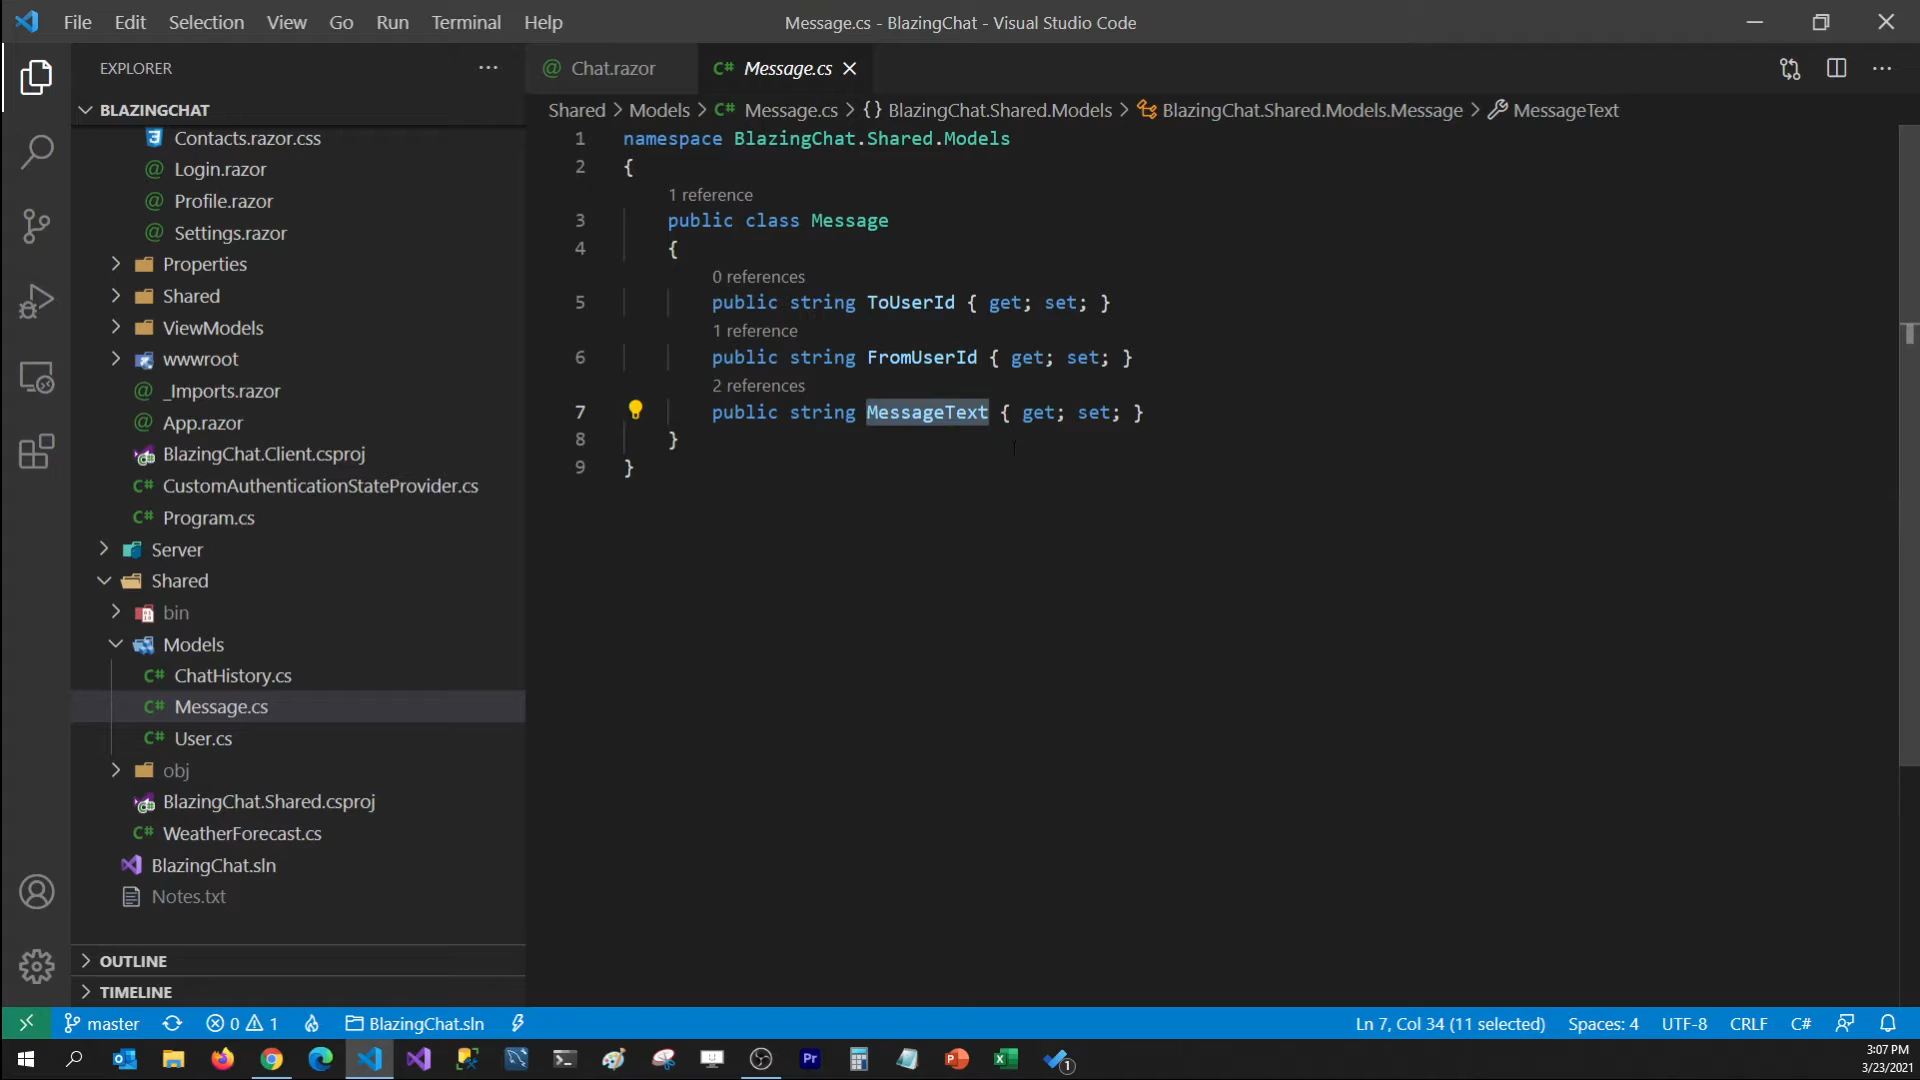 File Edit Selection View Go Run Terminal Help
Message.cs - BlazingChat - Visual Studio Code
EXPLORER
BLAZINGCHAT
Contacts.razor.css
Login.razor
Profile.razor
Settings.razor
Properties
Shared
ViewModels
wwwroot
_Imports.razor
App.razor
BlazingChat.Client.csproj
C# CustomAuthenticationStateProvider.cs
C# Program.cs
Server
Shared
bin
Models
C# ChatHistory.cs
C# Message.cs
C# User.cs
obj
BlazingChat.Shared.csproj
C# WeatherForecast.cs
BlazingChat.sln
Notes.txt
OUTLINE
TIMELINE
@ Chat.razor
C# Message.cs
Shared > Models > C# Message.cs > {} BlazingChat.Shared.Models > BlazingChat.Shared.Models.Message > MessageText
1 namespace BlazingChat.Shared.Models
2 {
1 reference
3 public class Message
4 {
0 references
5 public string ToUserId { get; set; }
1 reference
6 public string FromUserId { get; set; }
2 references
7 public string MessageText { get; set; }
8 }
9 }
master 0 1 BlazingChat.sln
Ln 7, Col 34 (11 selected) Spaces: 4 UTF-8 CRLF C#
Pr
1
3:07 PM
3/23/2021